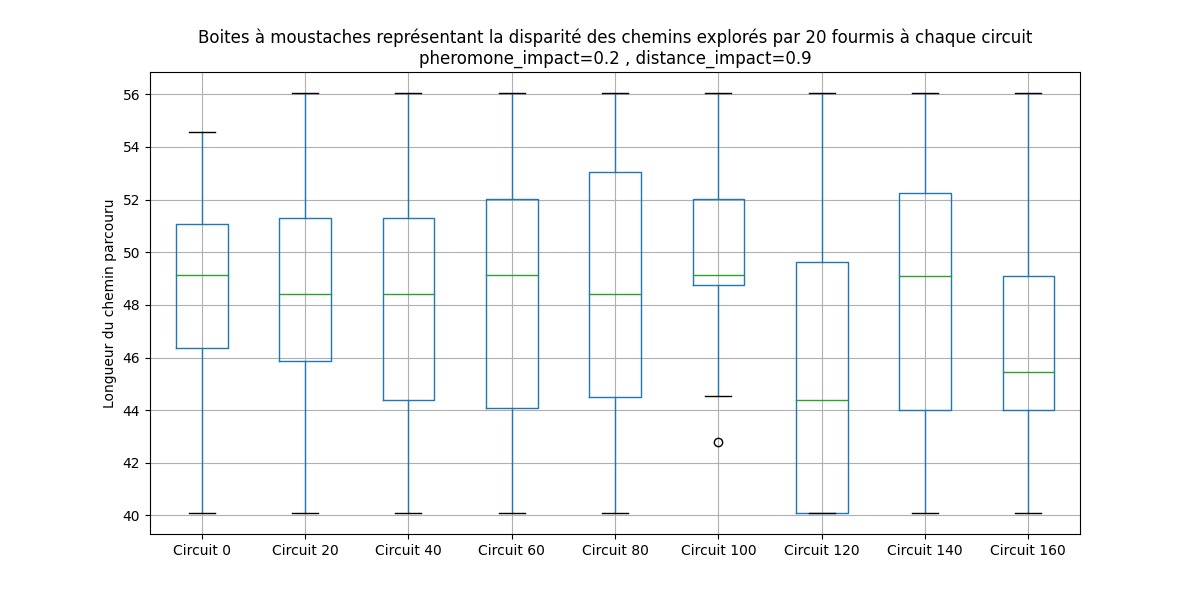 Boites à moustaches représentant la disparité des chemins explorés par 20 fourmis à chaque circuit
pheromone_impact=0.2 , distance_impact=0.9
Longueur du chemin parcouru
56
54
52
50
48
46
44
42
40
Circuit 0 Circuit 20 Circuit 40 Circuit 60 Circuit 80 Circuit 100 Circuit 120 Circuit 140 Circuit 160